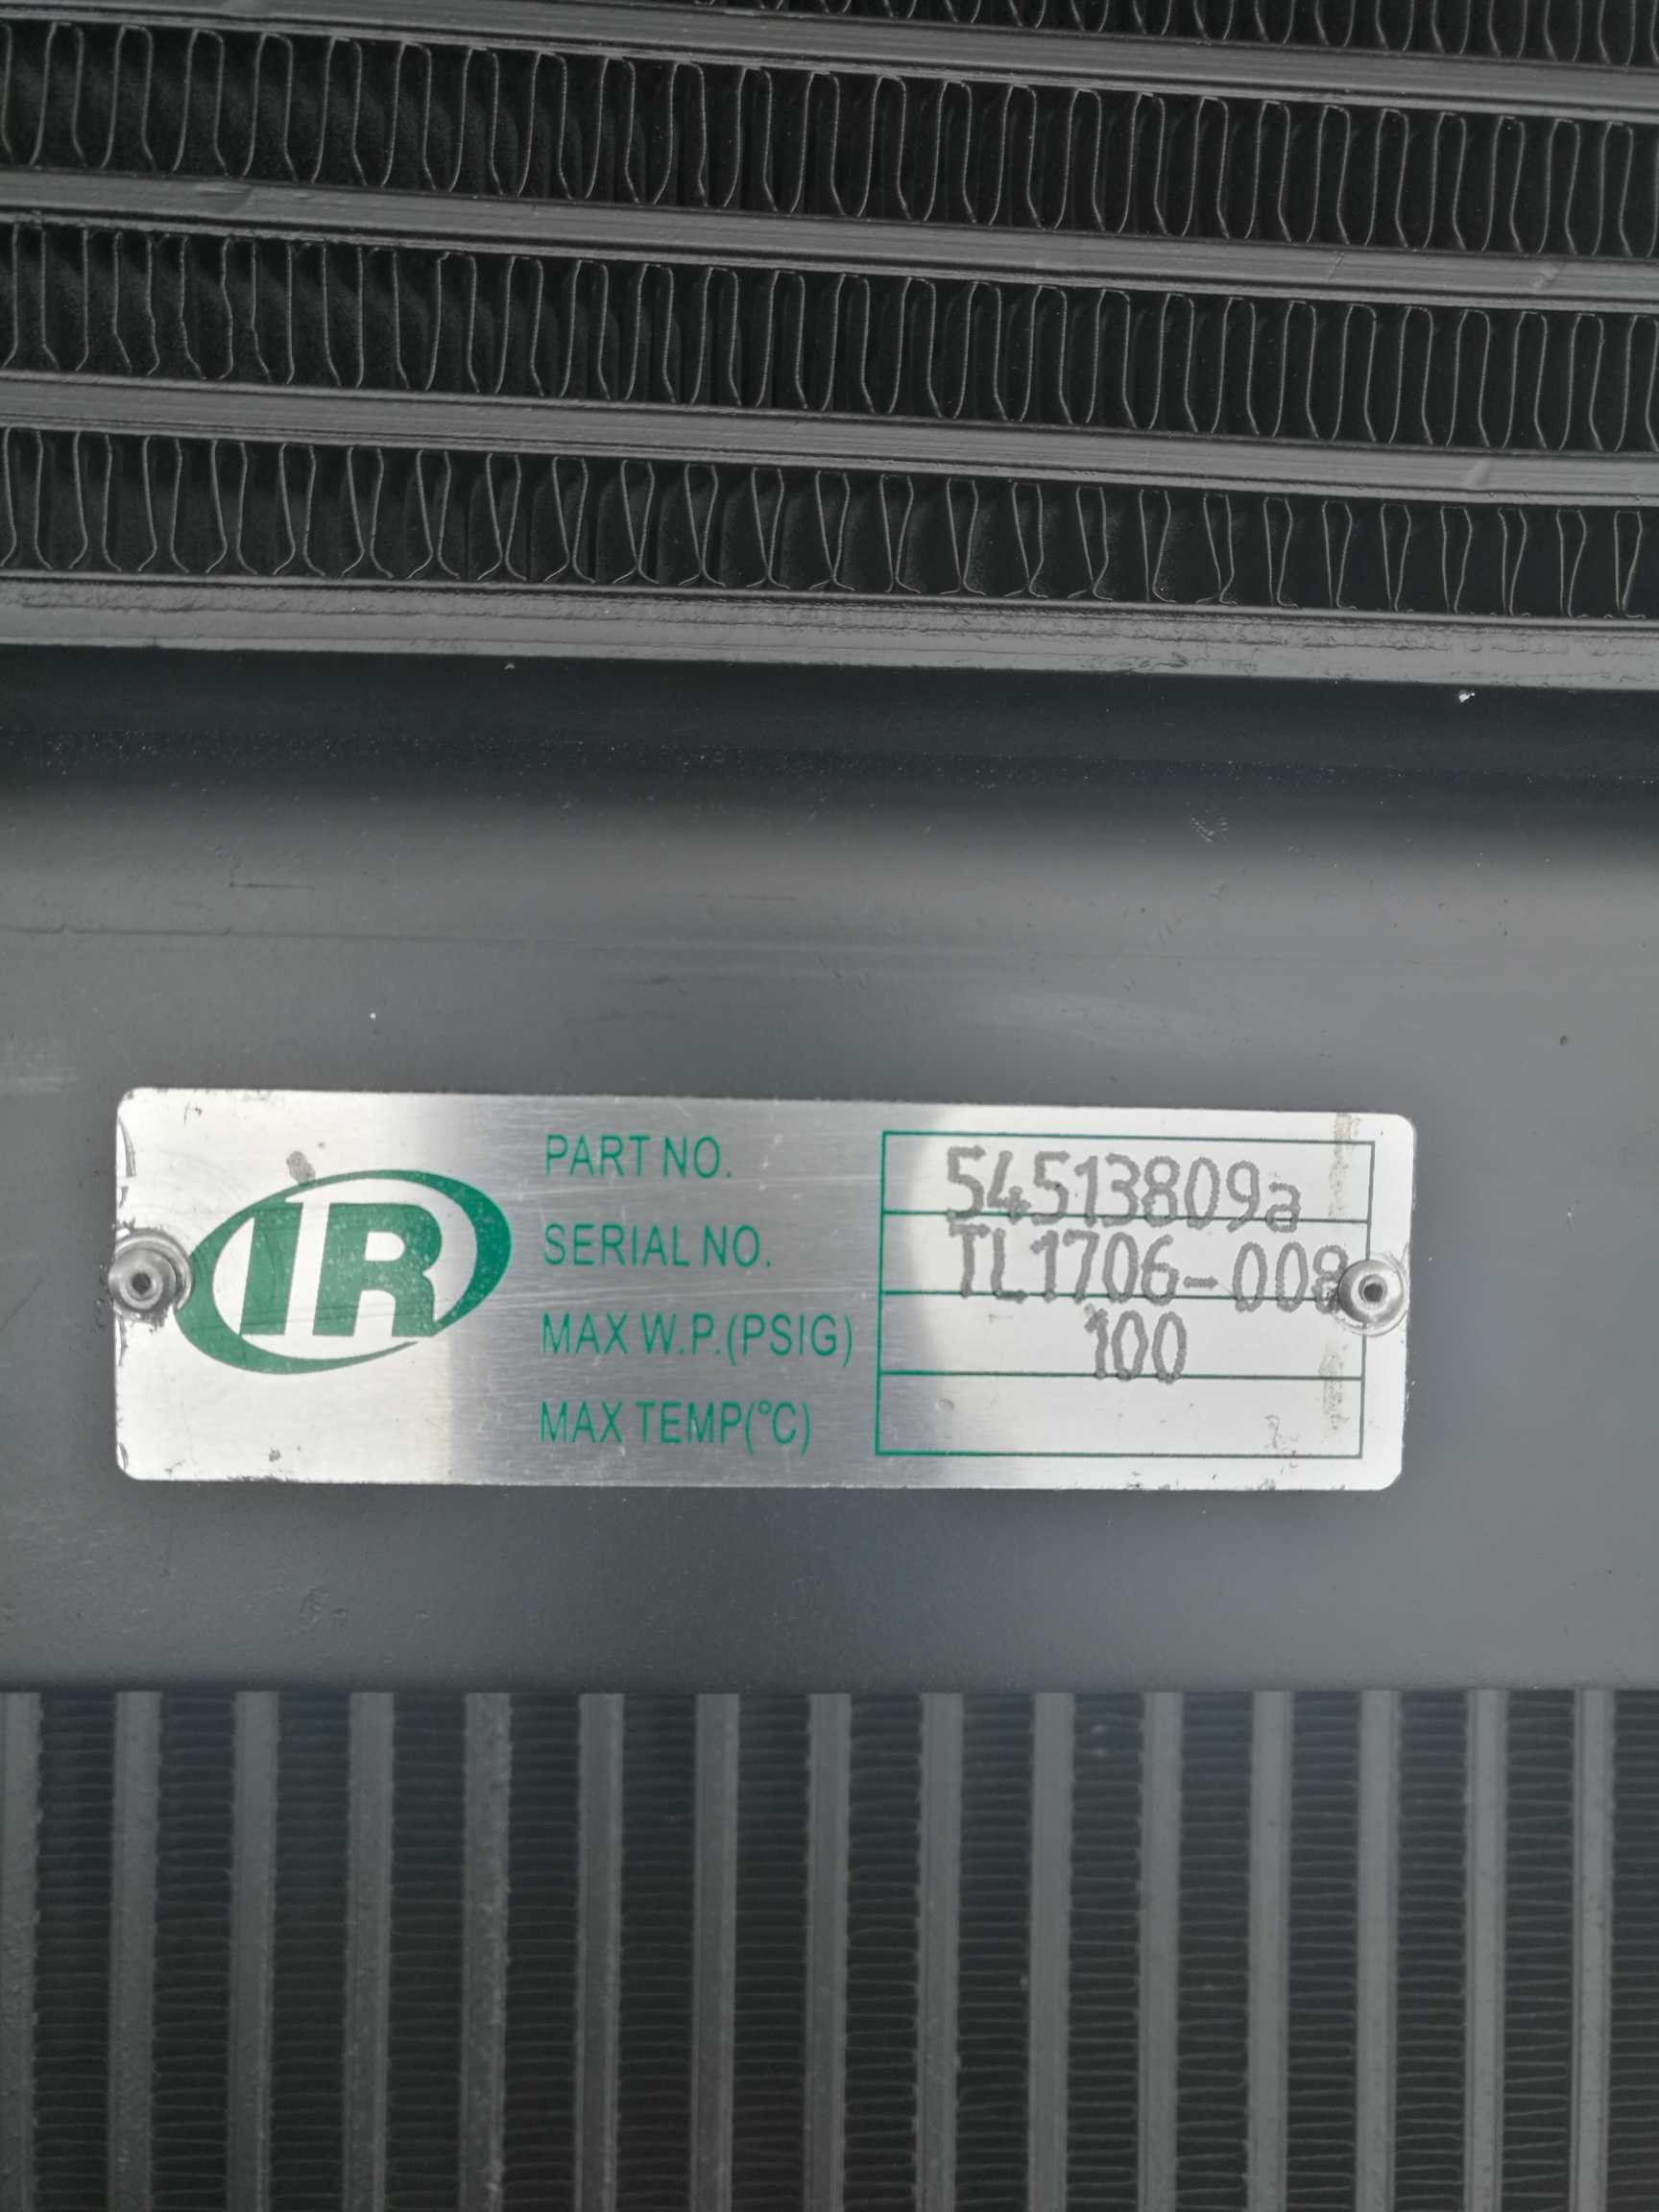 IR
PART NO. 54513809a
SERIAL NO. TL1706-008
MAX W.P.(PSIG) 100
MAX TEMP(°C)